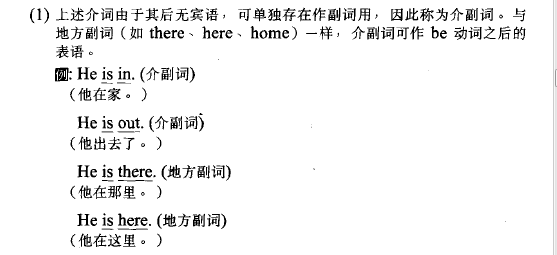 (1) 上述介词由于其后无宾语，可单独存在作副词用，因此称为介副词。与
地方副词（如 there、here、home）一样，介副词可作 be 动词之后的
表语。
例: He is in. (介副词)
（他在家。）
He is out. (介副词)
（他出去了。）
He is there. (地方副词)
（他在那里。）
He is here. (地方副词)
（他在这里。）